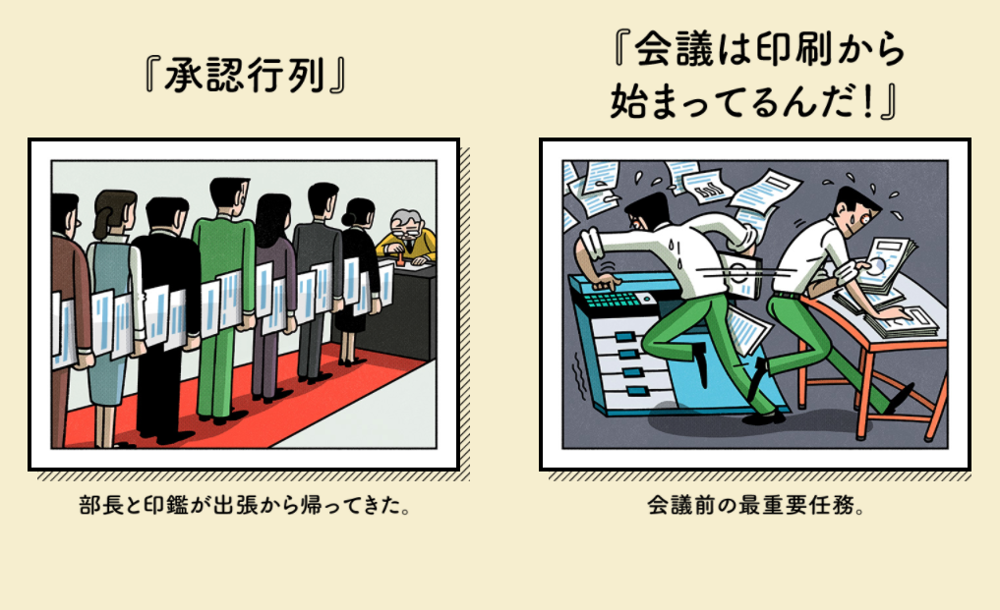 『承認行列』
部長と印鑑が出張から帰ってきた。
『会議は印刷から
始まってるんだ！』
会議前の最重要任務。